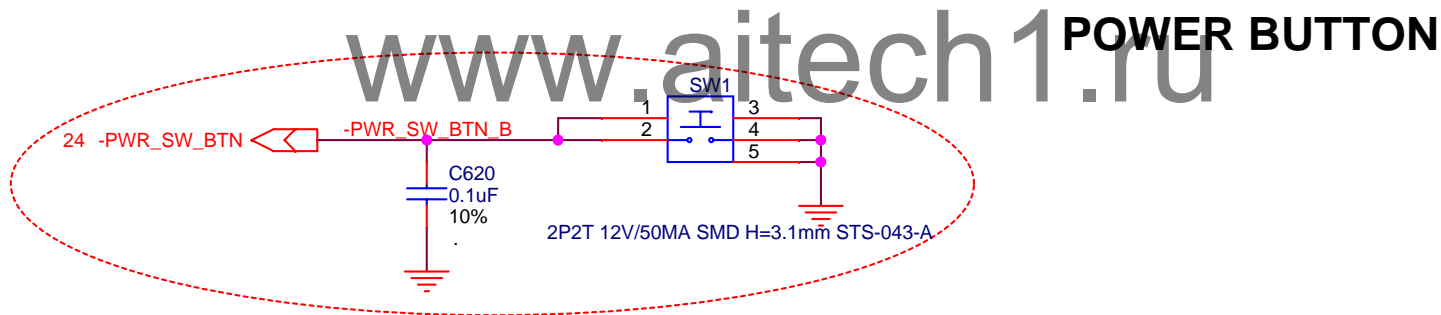 www.aitech1.ru
POWER BUTTON
SW1
1
3
24 -PWR_SW_BTN
-PWR_SW_BTN_B
2
4
5
C620
0.1uF
10%
.
2P2T 12V/50MA SMD H=3.1mm STS-043-A